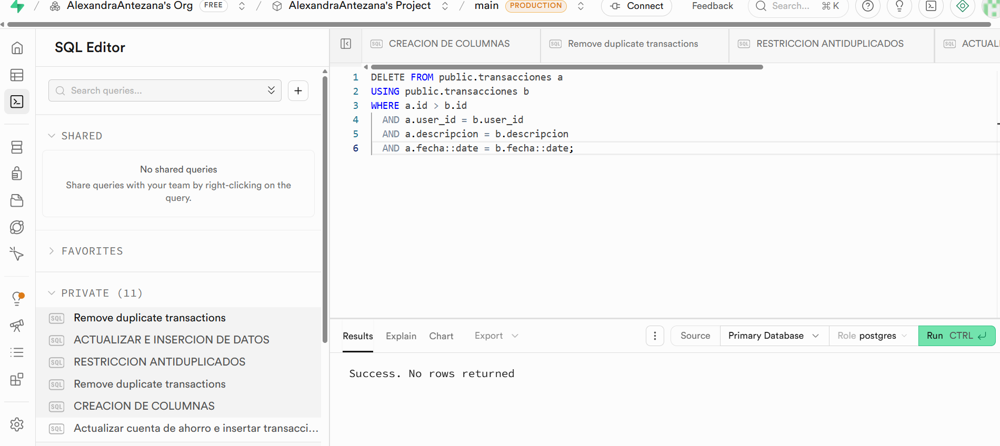 / AlexandraAntezana's Org FREE / AlexandraAntezana's Project / main PRODUCTION Connect Feedback Search... ⌘ K
SQL Editor
CREACION DE COLUMNAS
Remove duplicate transactions
RESTRICCION ANTIDUPLICADOS
ACTUAL
Search queries...
SHARED
No shared queries
Share queries with your team by right-clicking on the
query.
FAVORITES
PRIVATE (11)
SQL Remove duplicate transactions
SQL ACTUALIZAR E INSERCION DE DATOS
SQL RESTRICCION ANTIDUPLICADOS
SQL Remove duplicate transactions
SQL CREACION DE COLUMNAS
SQL Actualizar cuenta de ahorro e insertar transacci...
1 DELETE FROM public.transacciones a
2 USING public.transacciones b
3 WHERE a.id > b.id
4 AND a.user_id = b.user_id
5 AND a.descripcion = b.descripcion
6 AND a.fecha::date = b.fecha::date;
Results Explain Chart Export Source Primary Database Role postgres Run CTRL
Success. No rows returned